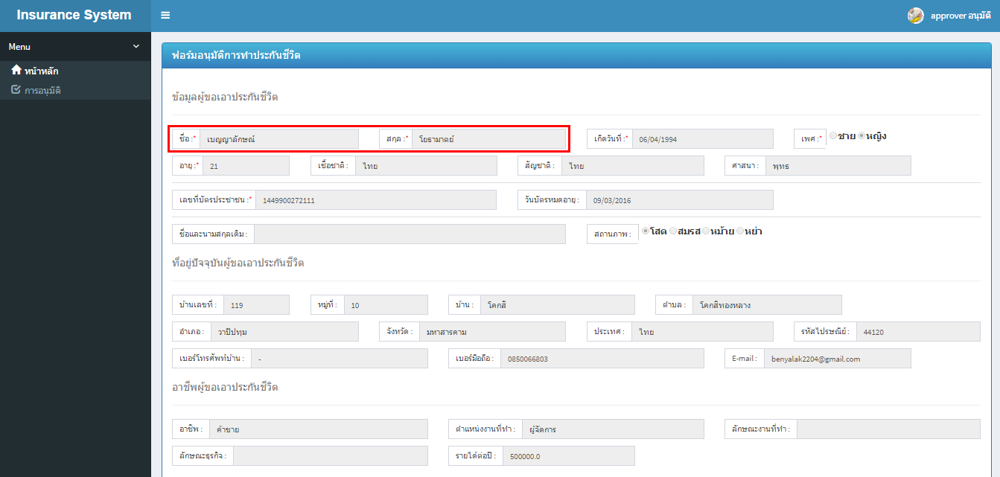 Insurance System
approver อนุมัติ
Menu
หน้าหลัก
การอนุมัติ
ฟอร์มอนุมัติการทำประกันชีวิต
ข้อมูลผู้ขอเอาประกันชีวิต
ชื่อ :* เบญญาลักษณ์ สกุล :* โยธามาตย์ เกิดวันที่ :* 06/04/1994 เพศ :* ชาย หญิง
อายุ :* 21 เชื้อชาติ : ไทย สัญชาติ : ไทย ศาสนา : พุทธ
เลขที่บัตรประชาชน :* 1449900272111 วันบัตรหมดอายุ : 09/03/2016
ชื่อและนามสกุลเดิม : สถานภาพ : โสด สมรส หม้าย หย่า
ที่อยู่ปัจจุบันผู้ขอเอาประกันชีวิต
บ้านเลขที่ : 119 หมู่ที่ : 10 บ้าน : โคกสี ตำบล : โคกสีทองหลาง
อำเภอ : วาปีปทุม จังหวัด : มหาสารคาม ประเทศ : ไทย รหัสไปรษณีย์ : 44120
เบอร์โทรศัพท์บ้าน : - เบอร์มือถือ : 0850066803 E-mail : benyalak2204@gmail.com
อาชีพผู้ขอเอาประกันชีวิต
อาชีพ : ค้าขาย ตำแหน่งงานที่ทำ : ผู้จัดการ ลักษณะงานที่ทำ :
ลักษณะธุรกิจ : รายได้ต่อปี : 500000.0